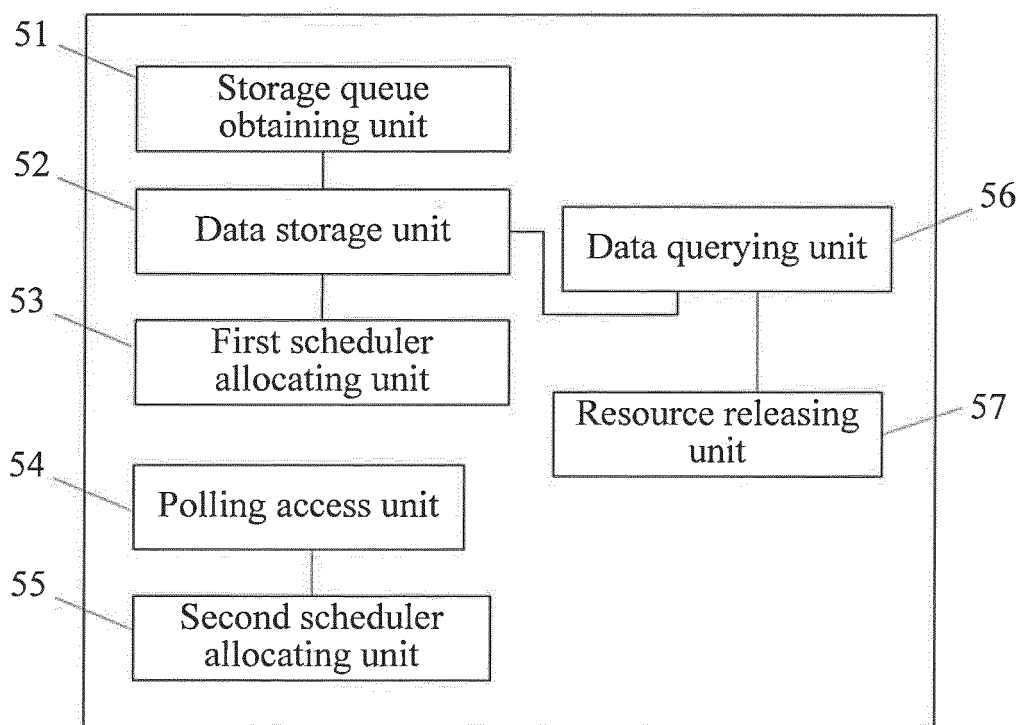 51
Storage queue
obtaining unit
52
Data storage unit
56
Data querying unit
53
First scheduler
allocating unit
57
Resource releasing
unit
54
Polling access unit
55
Second scheduler
allocating unit